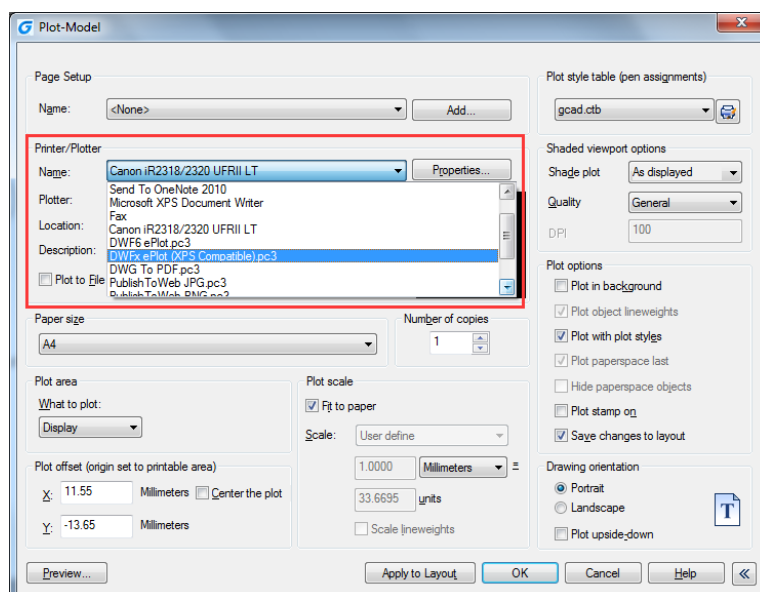 Plot-Model
Page Setup
Name: <None> Add...
Printer/Plotter
Name: Canon iR2318/2320 UFRII LT Properties...
Send To OneNote 2010
Plotter: Microsoft XPS Document Writer
Fax
Location: Canon iR2318/2320 UFRII LT
DWF6 ePlot.pc3
Description: DWFx ePlot (XPS Compatible).pc3
DWG To PDF.pc3
Plot to File PublishToWeb JPG.pc3
PublishToWeb PNG.pc3
Paper size
A4
Number of copies
1
Plot area
What to plot:
Display
Plot scale
Fit to paper
Scale: User define
1.0000 Millimeters =
33.6695 units
Scale lineweights
Plot offset (origin set to printable area)
X: 11.55 Millimeters Center the plot
Y: -13.65 Millimeters
Plot style table (pen assignments)
gcad.ctb
Shaded viewport options
Shade plot As displayed
Quality General
DPI 100
Plot options
Plot in background
Plot object lineweights
Plot with plot styles
Plot paperspace last
Hide paperspace objects
Plot stamp on
Save changes to layout
Drawing orientation
Portrait
Landscape
Plot upside-down
T
Preview... Apply to Layout OK Cancel Help